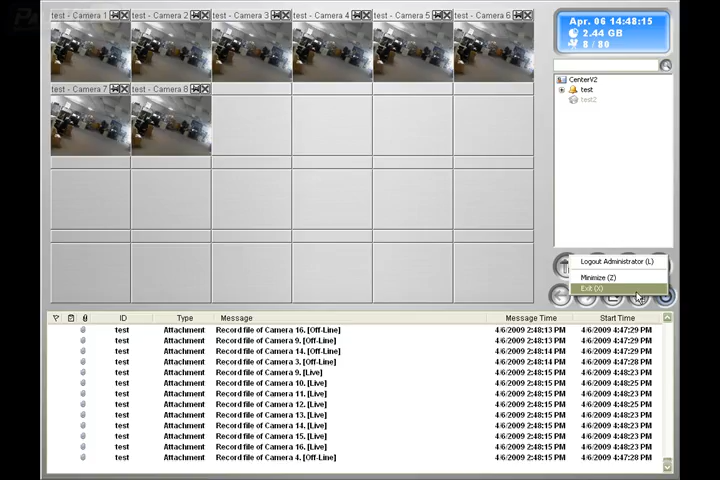 test - Camera 1
test - Camera 2
test - Camera 3
test - Camera 4
test - Camera 5
test - Camera 6
test - Camera 7
test - Camera 8
Apr. 06 14:48:15
2.44 GB
8 / 80
CenterV2
test
test2
Logout Administrator (L)
Minimize (Z)
Exit (X)
ID Type Message Message Time Start Time
test Attachment Record file of Camera 16. [Off-Line] 4/6/2009 2:48:13 PM 4/6/2009 4:47:29 PM
test Attachment Record file of Camera 9. [Off-Line] 4/6/2009 2:48:13 PM 4/6/2009 4:47:29 PM
test Attachment Record file of Camera 14. [Off-Line] 4/6/2009 2:48:13 PM 4/6/2009 4:47:29 PM
test Attachment Record file of Camera 3. [Off-Line] 4/6/2009 2:48:14 PM 4/6/2009 4:47:28 PM
test Attachment Record file of Camera 9. [Live] 4/6/2009 2:48:15 PM 4/6/2009 4:48:23 PM
test Attachment Record file of Camera 10. [Live] 4/6/2009 2:48:15 PM 4/6/2009 4:48:25 PM
test Attachment Record file of Camera 11. [Live] 4/6/2009 2:48:15 PM 4/6/2009 4:48:23 PM
test Attachment Record file of Camera 12. [Live] 4/6/2009 2:48:15 PM 4/6/2009 4:48:25 PM
test Attachment Record file of Camera 13. [Live] 4/6/2009 2:48:15 PM 4/6/2009 4:48:23 PM
test Attachment Record file of Camera 14. [Live] 4/6/2009 2:48:15 PM 4/6/2009 4:48:23 PM
test Attachment Record file of Camera 15. [Live] 4/6/2009 2:48:15 PM 4/6/2009 4:48:23 PM
test Attachment Record file of Camera 16. [Live] 4/6/2009 2:48:15 PM 4/6/2009 4:48:23 PM
test Attachment Record file of Camera 4. [Off-Line] 4/6/2009 2:48:15 PM 4/6/2009 4:47:28 PM